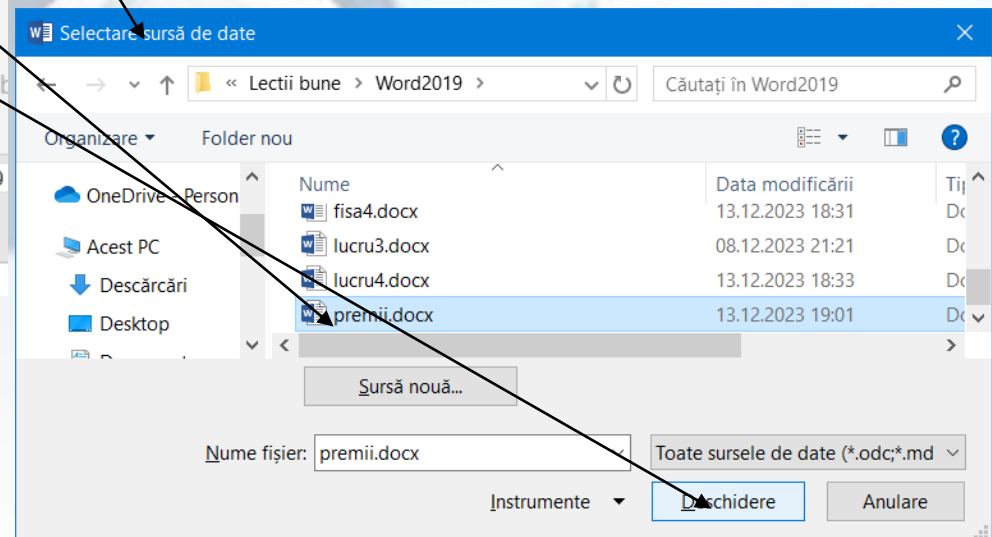 Selectare sursă de date
« Lectii bune > Word2019 >
Căutați în Word2019
Organizare
Folder nou
Nume
Data modificării
OneDrive - Person
fisa4.docx 13.12.2023 18:31
Acest PC
lucru3.docx 08.12.2023 21:21
Descărcări
lucru4.docx 13.12.2023 18:33
Desktop
premii.docx 13.12.2023 19:01
Sursă nouă...
Nume fișier: premii.docx
Toate sursele de date (*.odc;*.md
Instrumente
Deschidere
Anulare